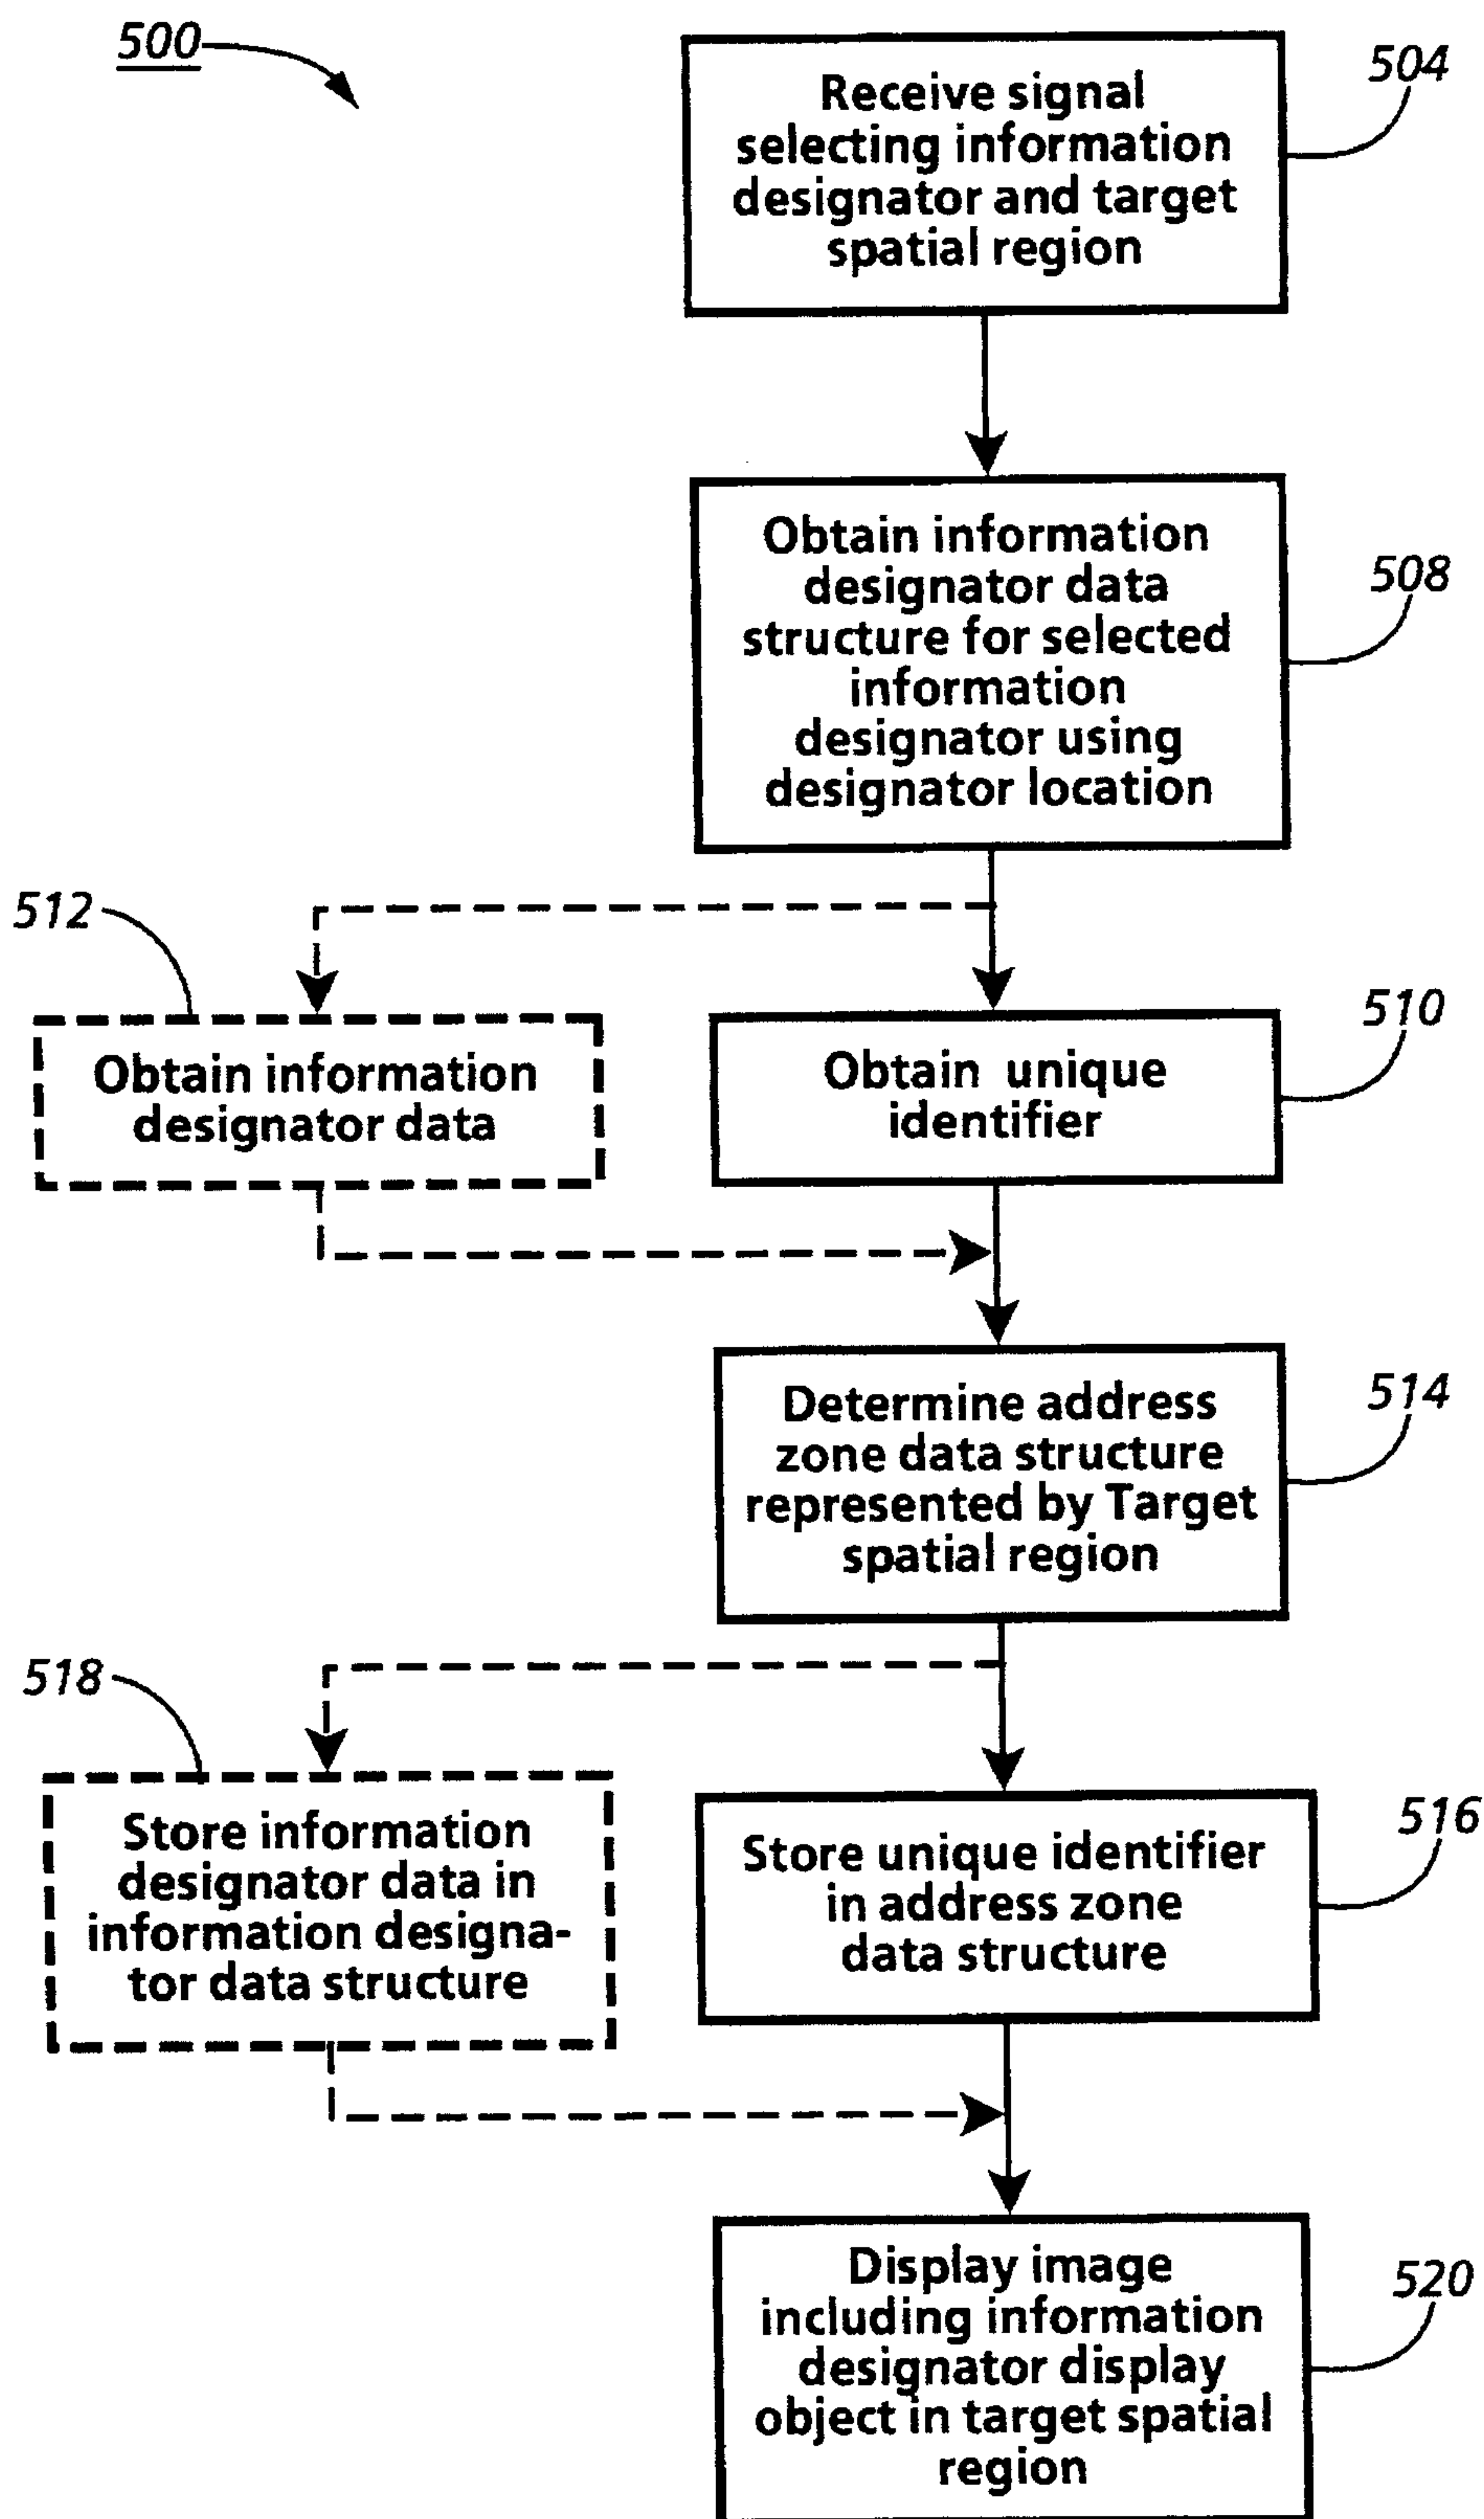 500
504
Receive signal
selecting information
designator and target
spatial region
508
Obtain information
designator data
structure for selected
information
designator using
designator location
512
Obtain information
designator data
510
Obtain unique
identifier
514
Determine address
zone data structure
represented by Target
spatial region
518
Store information
designator data in
information designa-
tor data structure
516
Store unique identifier
in address zone
data structure
520
Display image
including information
designator display
object in target spatial
region